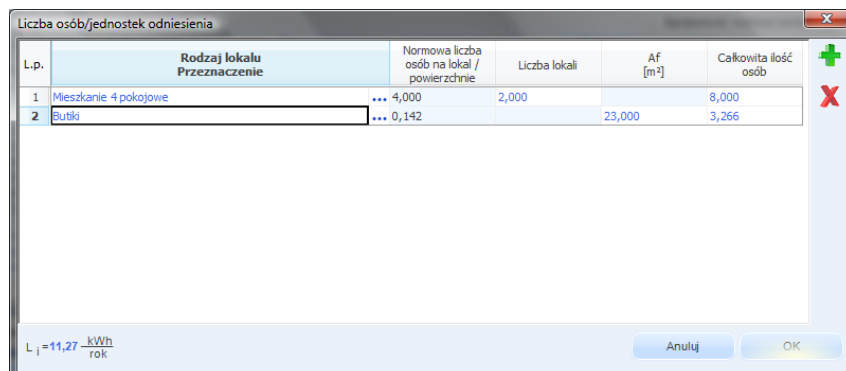 Liczba osób/jednostek odniesienia
L.p. Rodzaj lokalu Przeznaczenie Normowa liczba osób na lokal / powierzchnie Liczba lokali Af [m²] Całkowita ilość osób
1 Mieszkanie 4 pokojowe ... 4,000 2,000 8,000
2 Butiki ... 0,142 23,000 3,266
L i =11,27 kWh/rok
Anuluj OK